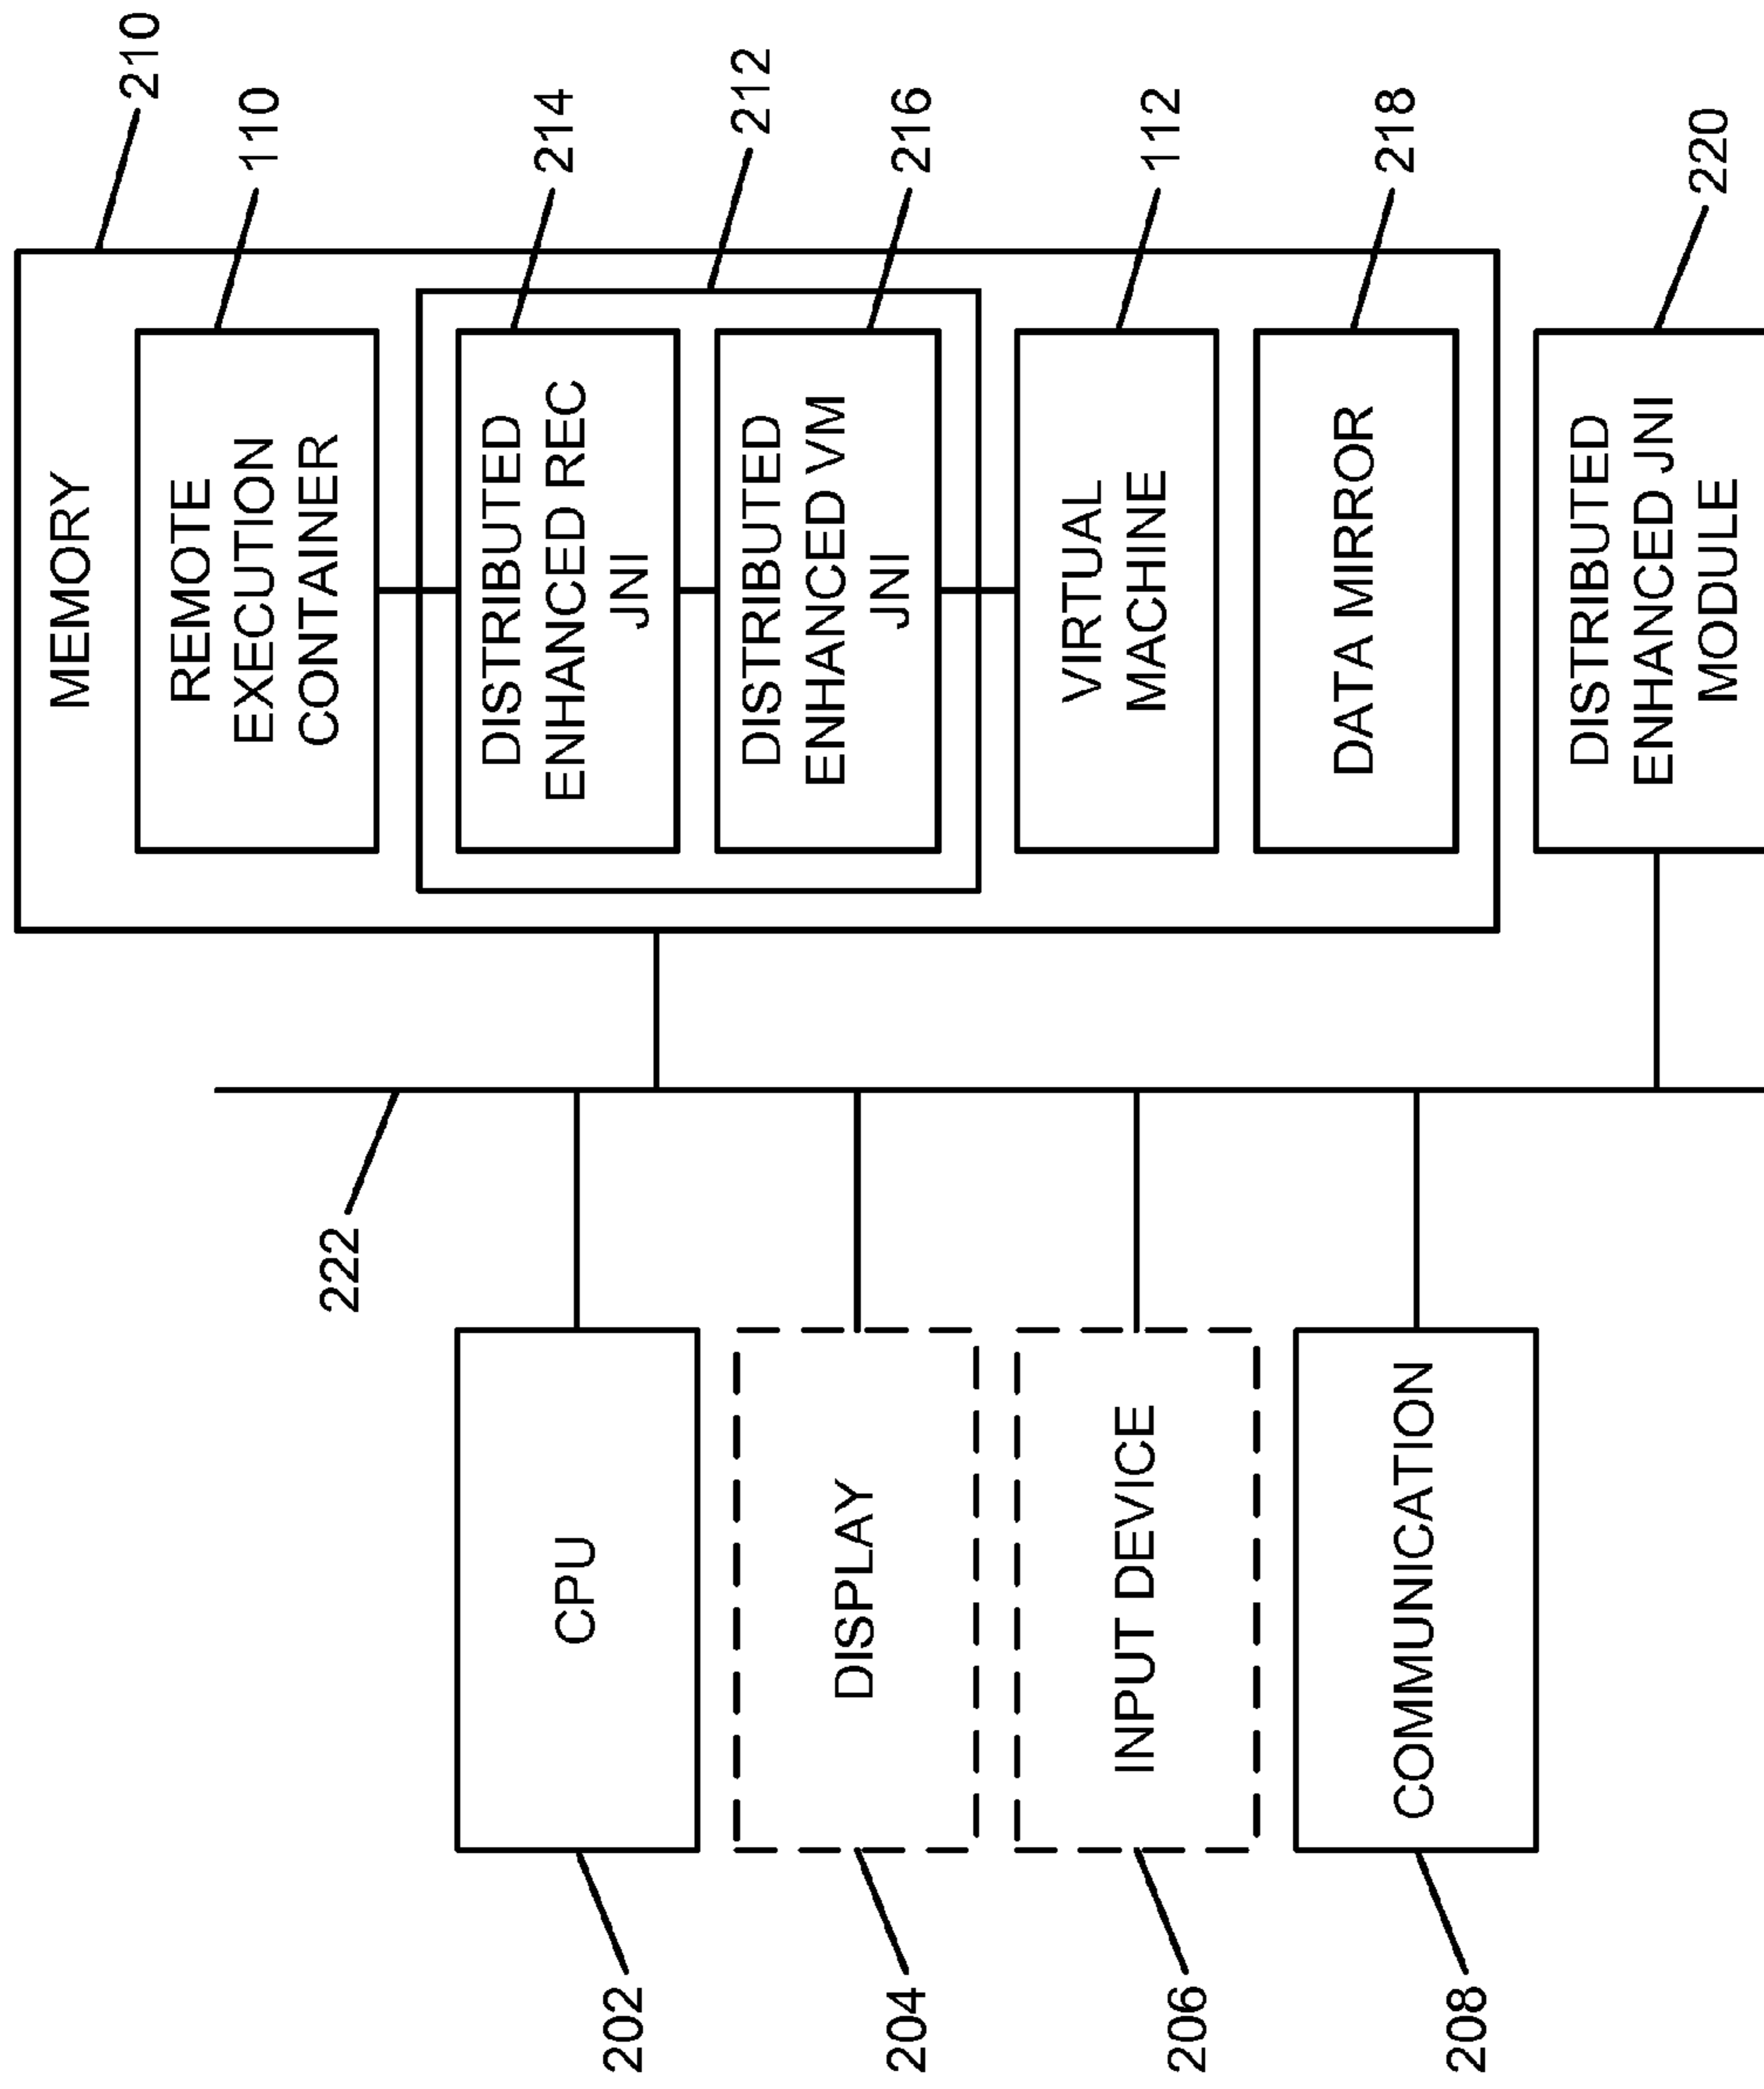 MEMORY
210
REMOTE
EXECUTION
CONTAINER
110
DISTRIBUTED
ENHANCED REC
JNI
214
212
DISTRIBUTED
ENHANCED VM
JNI
216
VIRTUAL
MACHINE
112
DATA MIRROR
218
DISTRIBUTED
ENHANCED JNI
MODULE
220
222
CPU
202
DISPLAY
204
INPUT DEVICE
206
COMMUNICATION
208